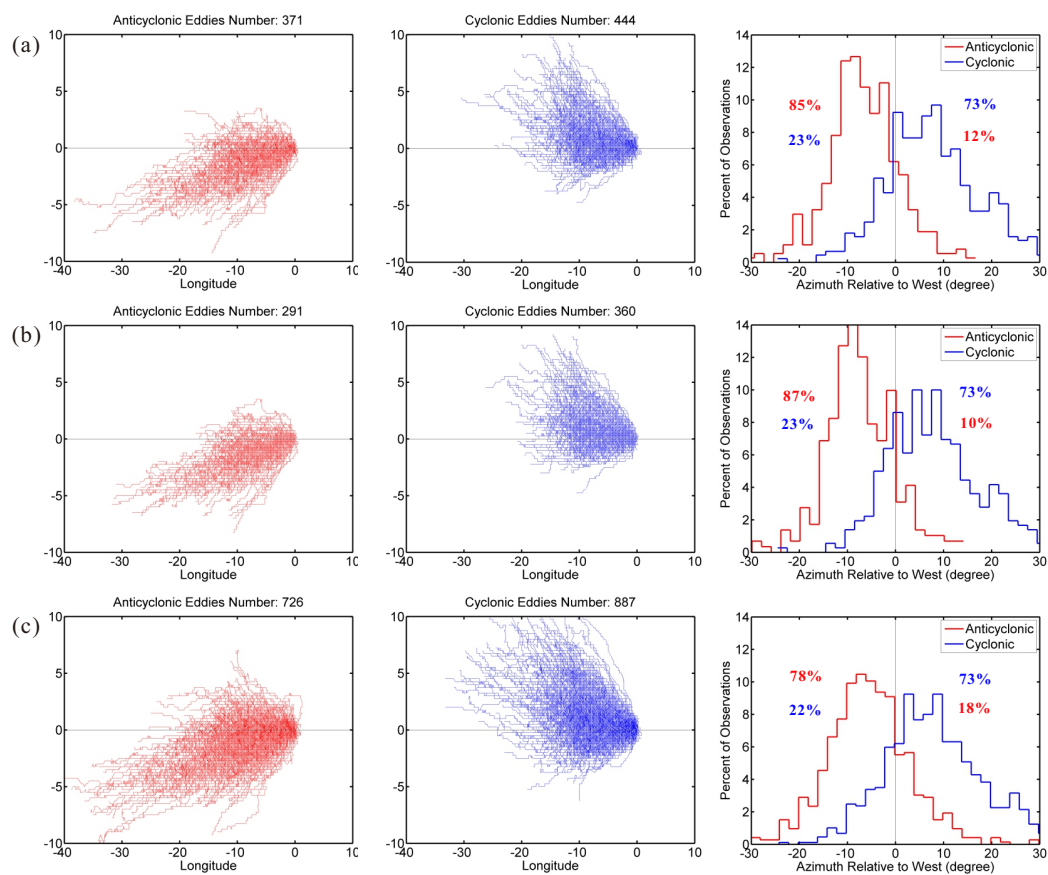 (a)
Anticyclonic Eddies Number: 371
10
5
0
-5
-10
-40 -30 -20 -10 0 10
Longitude
Cyclonic Eddies Number: 444
10
5
0
-5
-10
-40 -30 -20 -10 0 10
Longitude
14
12
10
8
6
4
2
0
Percent of Observations
Anticyclonic
Cyclonic
85% 73%
23% 12%
-30 -20 -10 0 10 20 30
Azimuth Relative to West (degree)
(b)
Anticyclonic Eddies Number: 291
10
5
0
-5
-10
-40 -30 -20 -10 0 10
Longitude
Cyclonic Eddies Number: 360
10
5
0
-5
-10
-40 -30 -20 -10 0 10
Longitude
14
12
10
8
6
4
2
0
Percent of Observations
Anticyclonic
Cyclonic
87% 73%
23% 10%
-30 -20 -10 0 10 20 30
Azimuth Relative to West (degree)
(c)
Anticyclonic Eddies Number: 726
10
5
0
-5
-10
-40 -30 -20 -10 0 10
Longitude
Cyclonic Eddies Number: 887
10
5
0
-5
-10
-40 -30 -20 -10 0 10
Longitude
14
12
10
8
6
4
2
0
Percent of Observations
Anticyclonic
Cyclonic
78% 73%
22% 18%
-30 -20 -10 0 10 20 30
Azimuth Relative to West (degree)